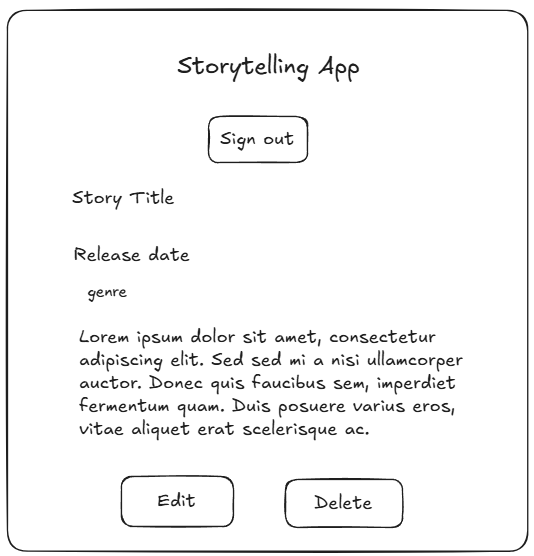 Storytelling App
Sign out
Story Title
Release date
genre
Lorem ipsum dolor sit amet, consectetur
adipiscing elit. Sed sed mi a nisi ullamcorper
auctor. Donec quis faucibus sem, imperdiet
fermentum quam. Duis posuere varius eros,
vitae aliquet erat scelerisque ac.
Edit
Delete